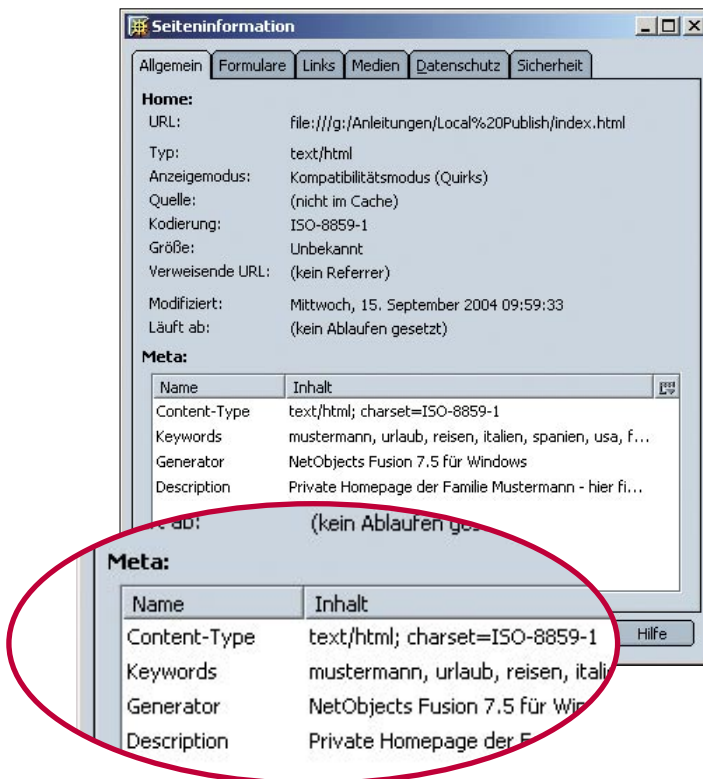 Seiteninformation
Allgemein Formulare Links Medien Datenschutz Sicherheit
Home:
URL: file:///g:/Anleitungen/Local%20Publish/index.html
Typ: text/html
Anzeigemodus: Kompatibilitätsmodus (Quirks)
Quelle: (nicht im Cache)
Kodierung: ISO-8859-1
Größe: Unbekannt
Verweisende URL: (kein Referrer)
Modifiziert: Mittwoch, 15. September 2004 09:59:33
Läuft ab: (kein Ablaufen gesetzt)
Meta:
Name Inhalt
Content-Type text/html; charset=ISO-8859-1
Keywords mustermann, urlaub, reisen, italien, spanien, usa, f...
Generator NetObjects Fusion 7.5 für Windows
Description Private Homepage der Familie Mustermann - hier fi...
ab: (kein Ablaufen ges
Meta:
Name Inhalt
Content-Type text/html; charset=ISO-8859-1
Keywords mustermann, urlaub, reisen, itali
Generator NetObjects Fusion 7.5 für Win
Description Private Homepage der F
Hilfe